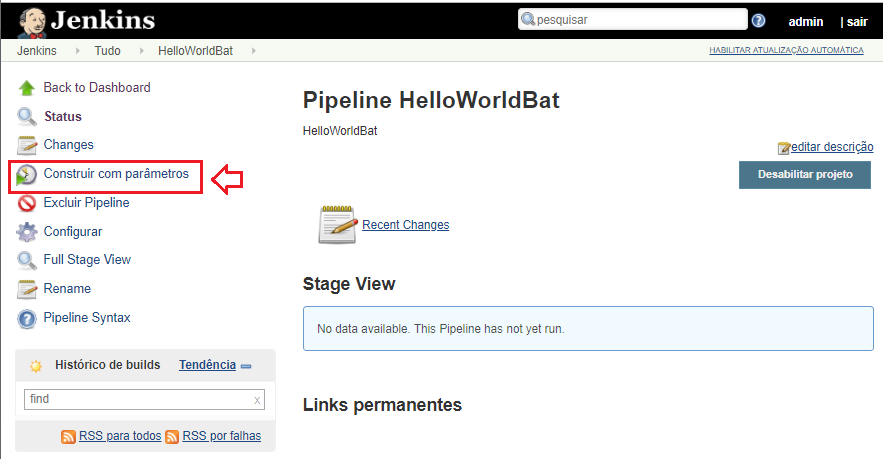 Jenkins
pesquisar
admin
| sair
Jenkins
Tudo
HelloWorldBat
HABILITAR ATUALIZAÇÃO AUTOMÁTICA
Back to Dashboard
Status
Changes
Construir com parâmetros
Excluir Pipeline
Configurar
Full Stage View
Rename
Pipeline Syntax
Histórico de builds
Tendência
find
x
RSS para todos
RSS por falhas
Pipeline HelloWorldBat
HelloWorldBat
editar descrição
Desabilitar projeto
Recent Changes
Stage View
No data available. This Pipeline has not yet run.
Links permanentes